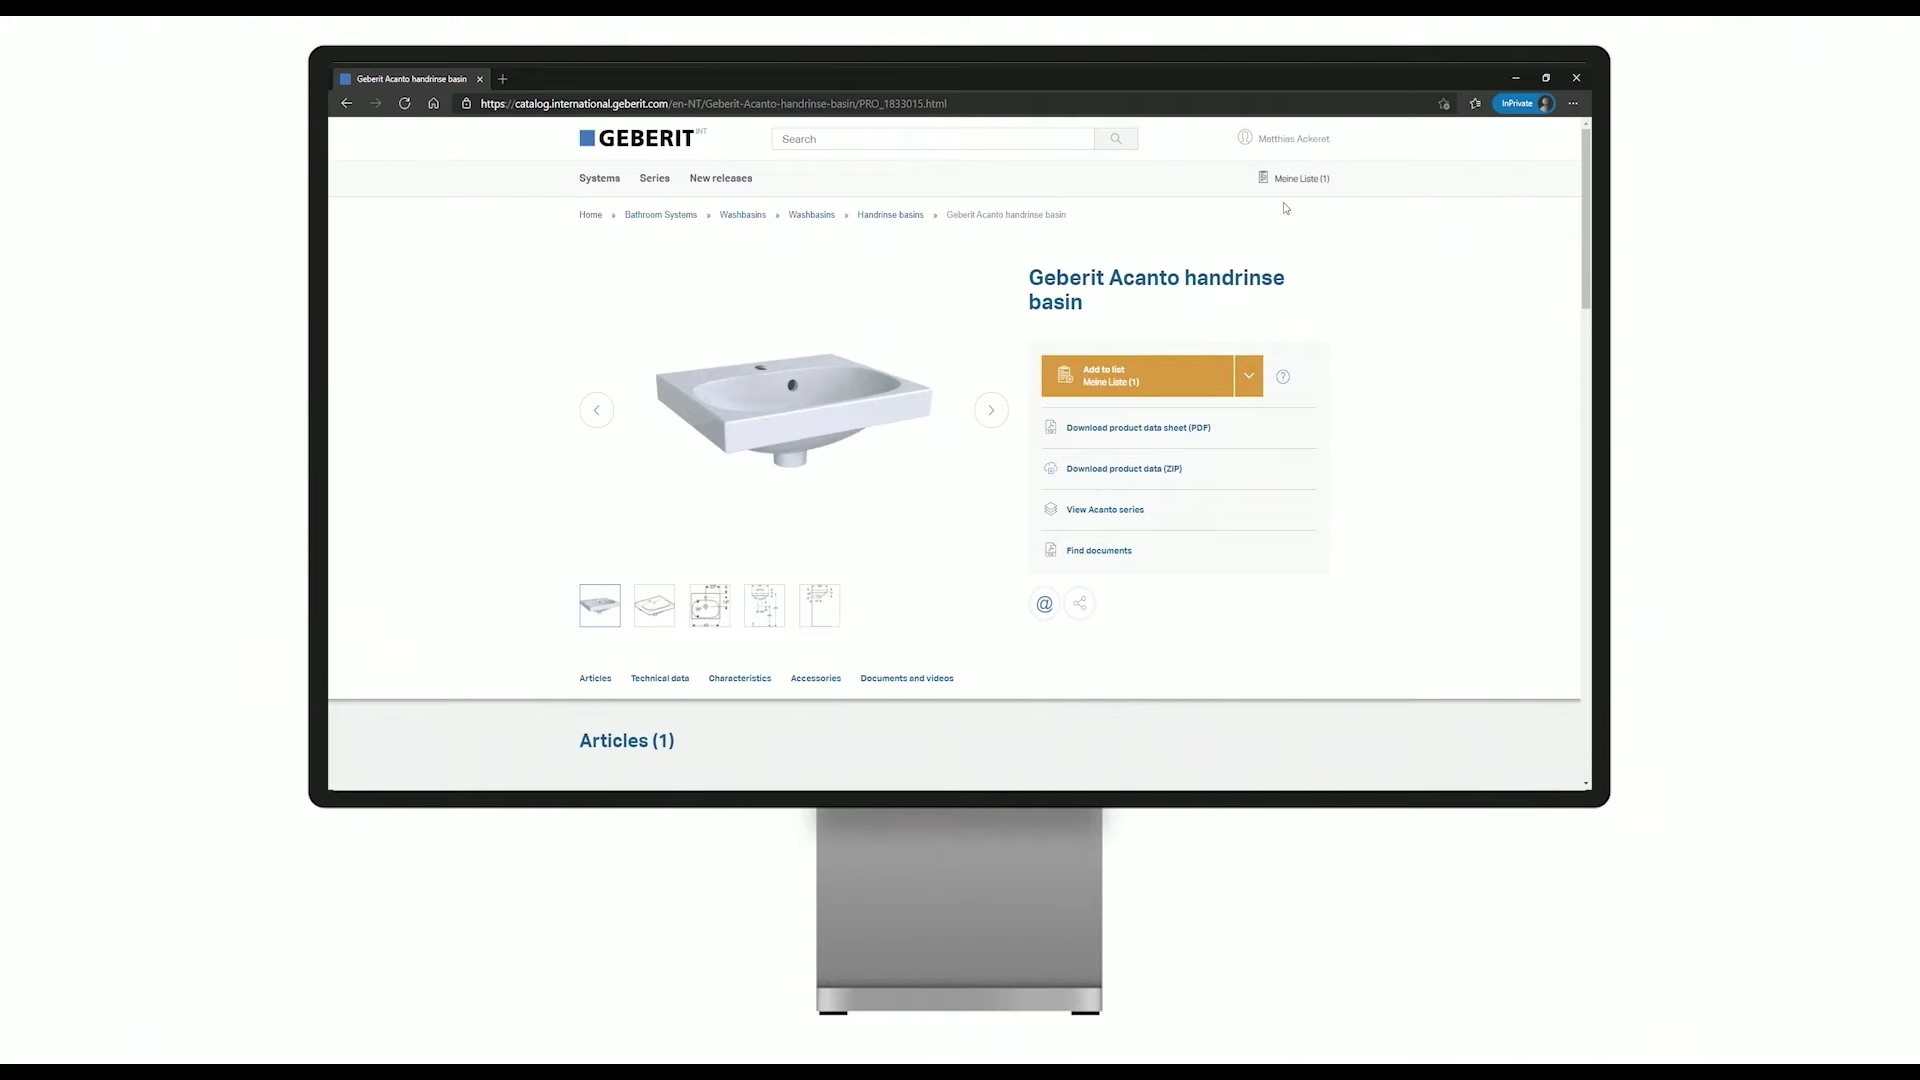 Geberit Acanto handrinse basin
https://catalog.international.geberit.com/en-NT/Geberit-Acanto-handrinse-basin/PRO_1833015.html
InPrivate
GEBERIT INT
Search
Matthias Ackeret
Systems
Series
New releases
Meine Liste (1)
Home » Bathroom Systems » Washbasins » Washbasins » Handrinse basins » Geberit Acanto handrinse basin
Geberit Acanto handrinse
basin
Add to list
Meine Liste (1)
Download product data sheet (PDF)
Download product data (ZIP)
View Acanto series
Find documents
Articles
Technical data
Characteristics
Accessories
Documents and videos
Articles (1)